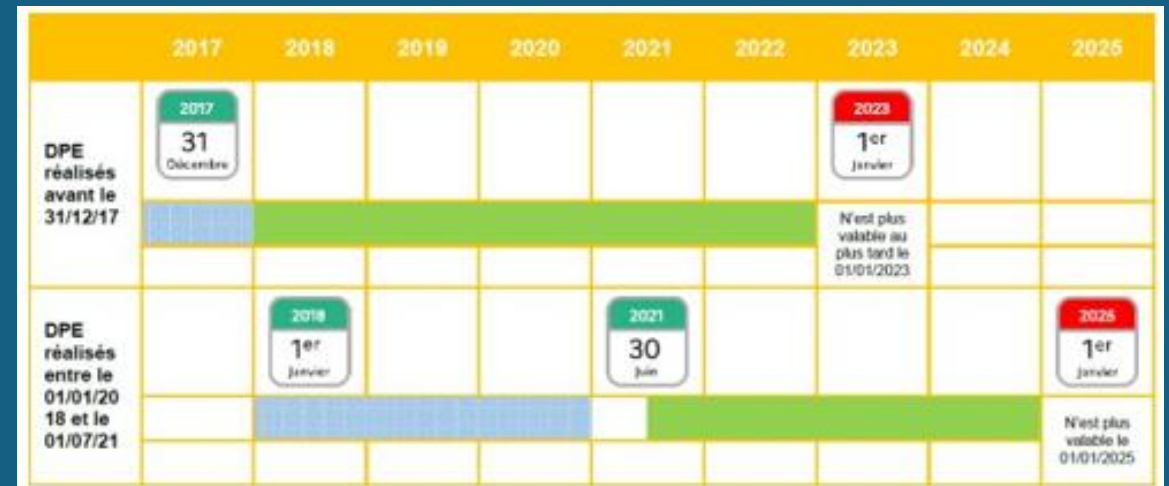 2017 2018 2019 2020 2021 2022 2023 2024 2025
DPE
réalisés
avant le
31/12/17
2017
31
Décembre
2023
1er
Janvier
N'est plus
valable au
plus tard le
01/01/2023
DPE
réalisés
entre le
01/01/20
18 et le
01/07/21
2018
1er
Janvier
2021
30
Juin
2025
1er
Janvier
N'est plus
valable le
01/01/2025